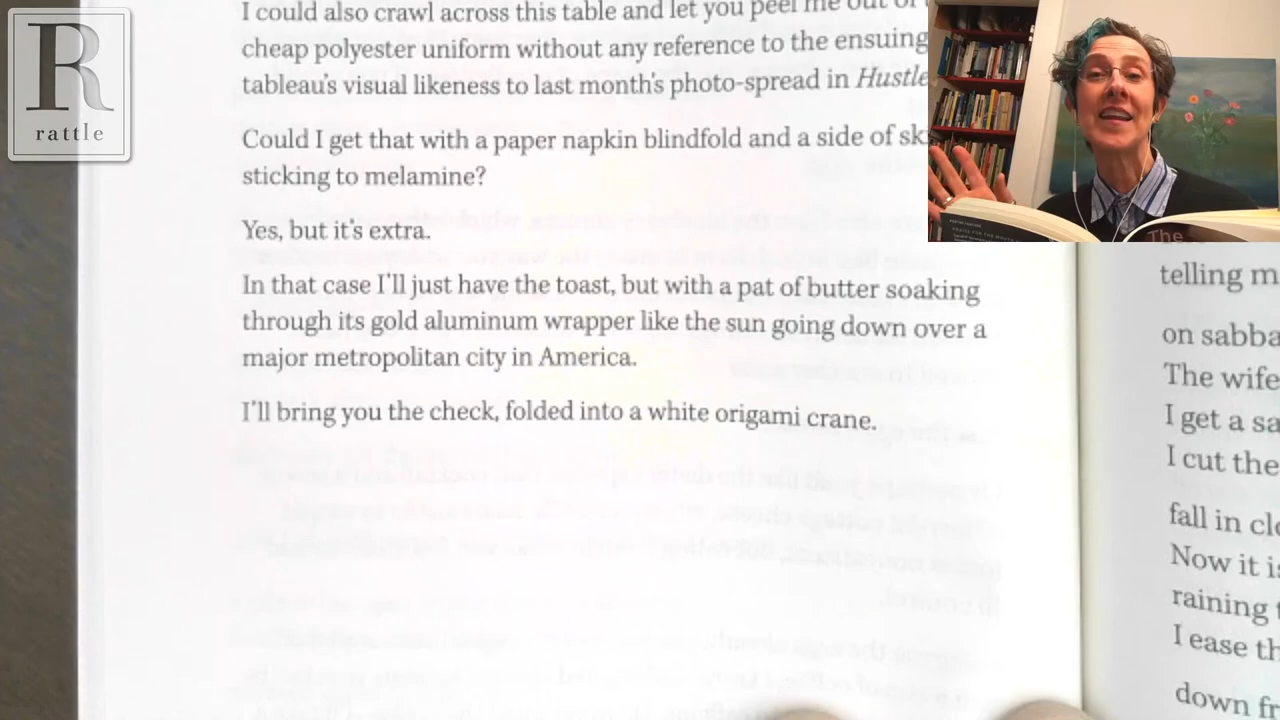 R
rattle
I could also crawl across this table and let you peel me out of
cheap polyester uniform without any reference to the ensuing
tableau's visual likeness to last month's photo-spread in Hustle
Could I get that with a paper napkin blindfold and a side of sk
sticking to melamine?
Yes, but it's extra.
In that case I'll just have the toast, but with a pat of butter soaking
through its gold aluminum wrapper like the sun going down over a
major metropolitan city in America.
I'll bring you the check, folded into a white origami crane.
The
telling m
on sabba
The wife
I get a sa
I cut the
fall in clo
Now it is
raining t
I ease th
down fr